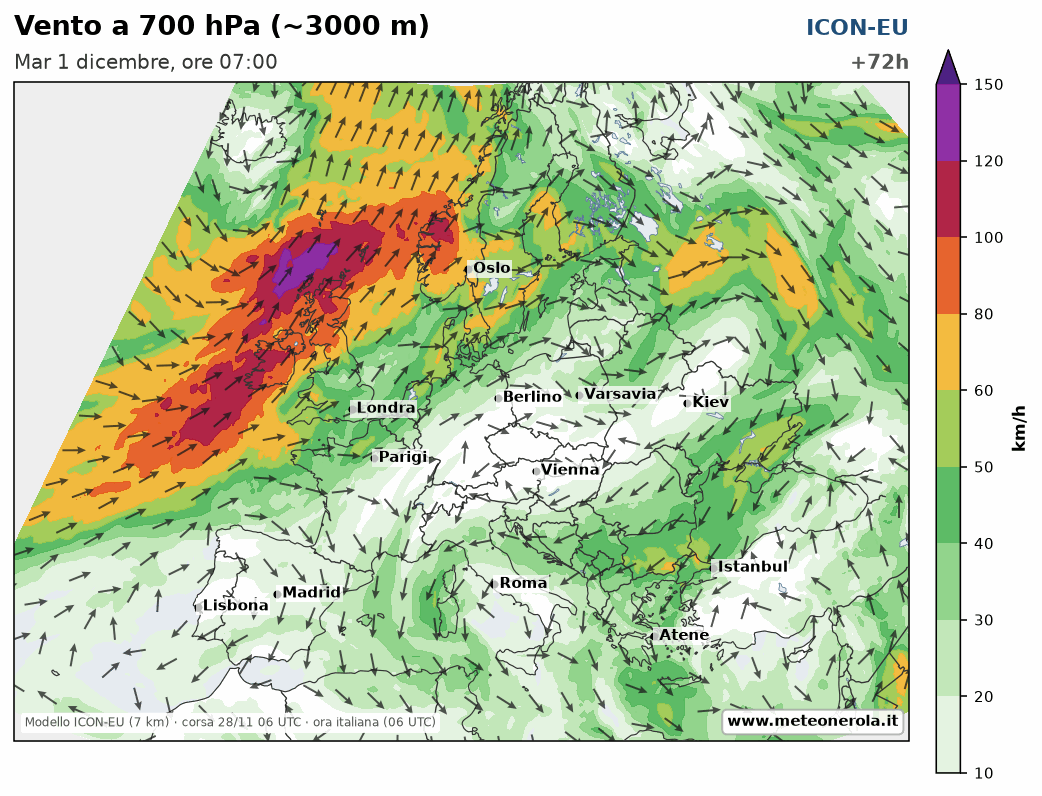 Vento a 700 hPa (~3000 m)
ICON-EU
Mar 1 dicembre, ore 07:00
+72h
150
120
100
80
60
50
40
30
20
10
km/h
Oslo
Berlino
Varsavia
Kiev
Londra
Parigi
Vienna
Istanbul
Roma
Madrid
Lisbona
Atene
Modello ICON-EU (7 km) · corsa 28/11 06 UTC · ora italiana (06 UTC)
www.meteonerola.it